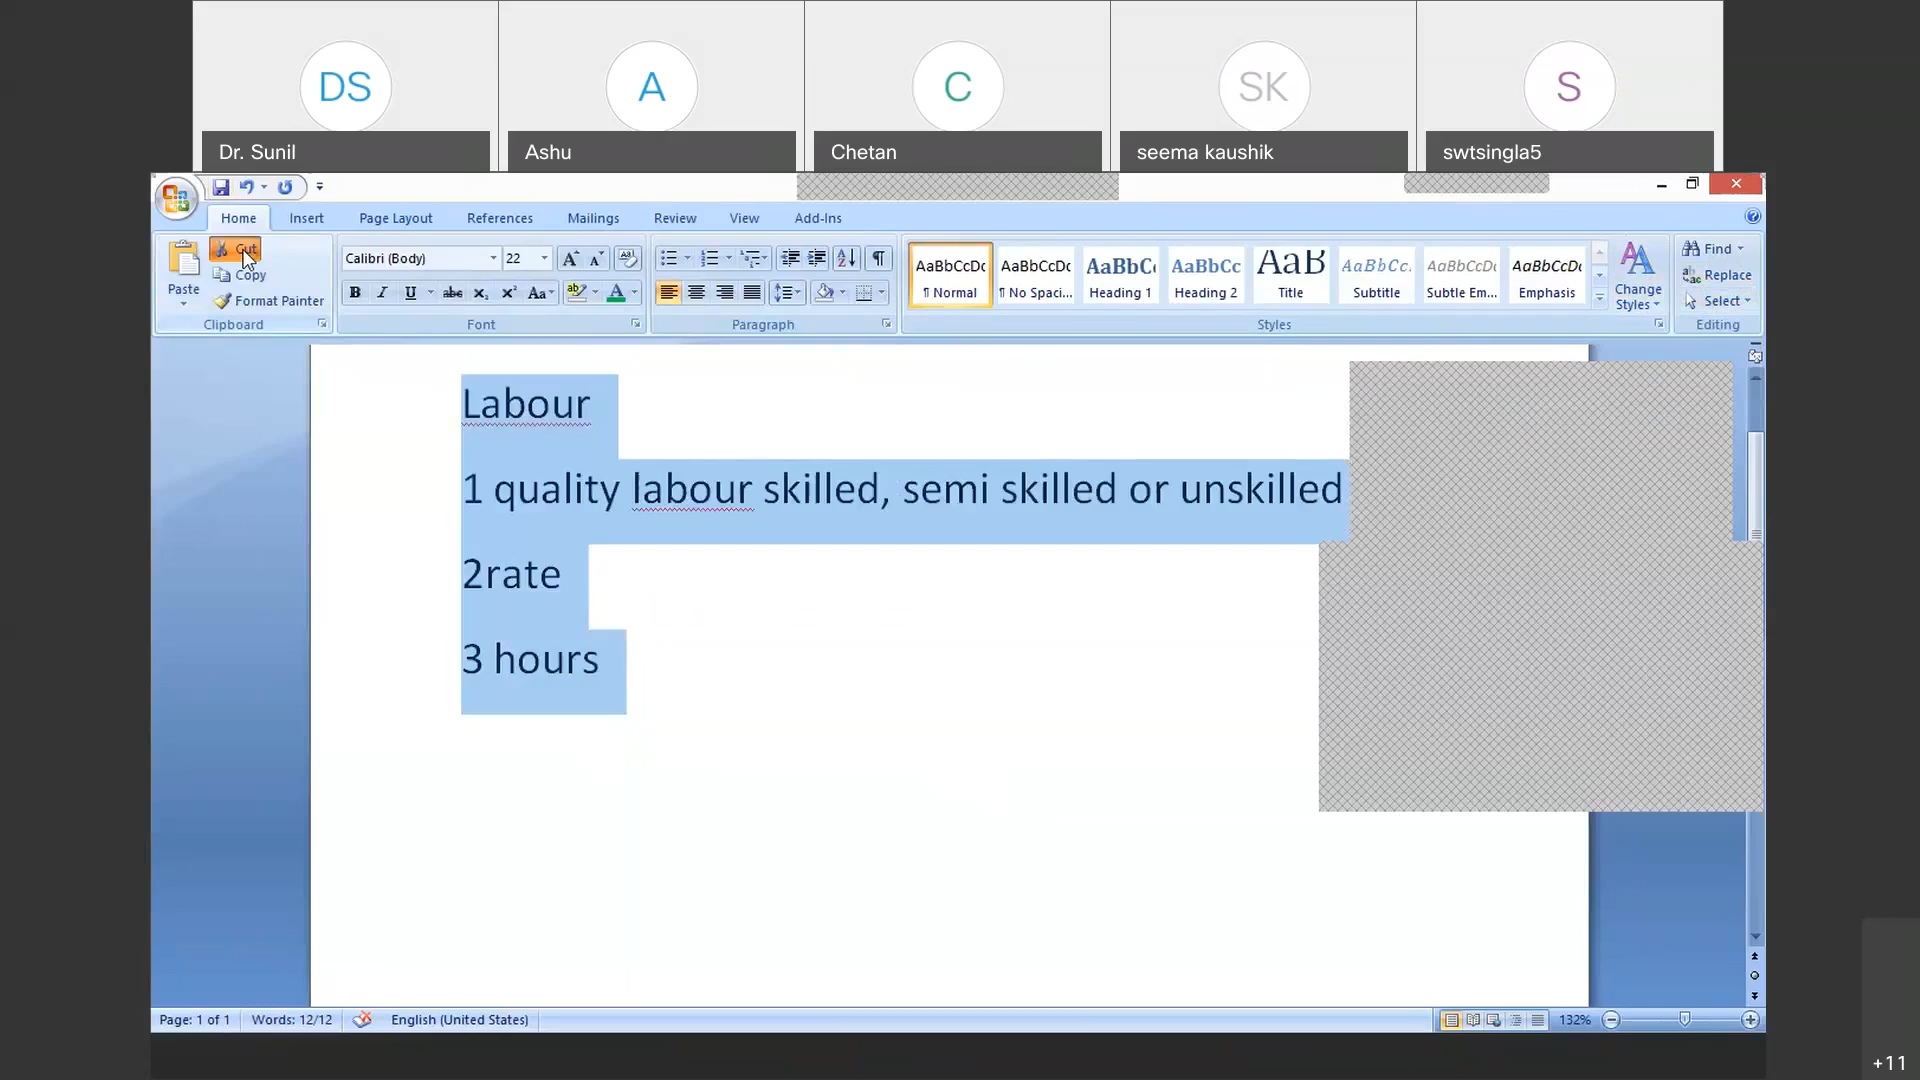 DS
A
C
SK
S
Dr. Sunil
Ashu
Chetan
seema kaushik
swtsingla5
Home
Insert
Page Layout
References
Mailings
Review
View
Add-Ins
Paste
Cut
Copy
Format Painter
Clipboard
Calibri (Body)
22
Font
Paragraph
AaBbCcDc
¶ Normal
AaBbCcDc
¶ No Spaci...
AaBbC
Heading 1
AaBbCc
Heading 2
AaB
Title
AaBbCc.
Subtitle
AaBbCcDc
Subtle Em...
AaBbCcDc
Emphasis
Change
Styles
Styles
Find
Replace
Select
Editing
Labour
1 quality labour skilled, semi skilled or unskilled
2rate
3 hours
Page: 1 of 1
Words: 12/12
English (United States)
132%
+11